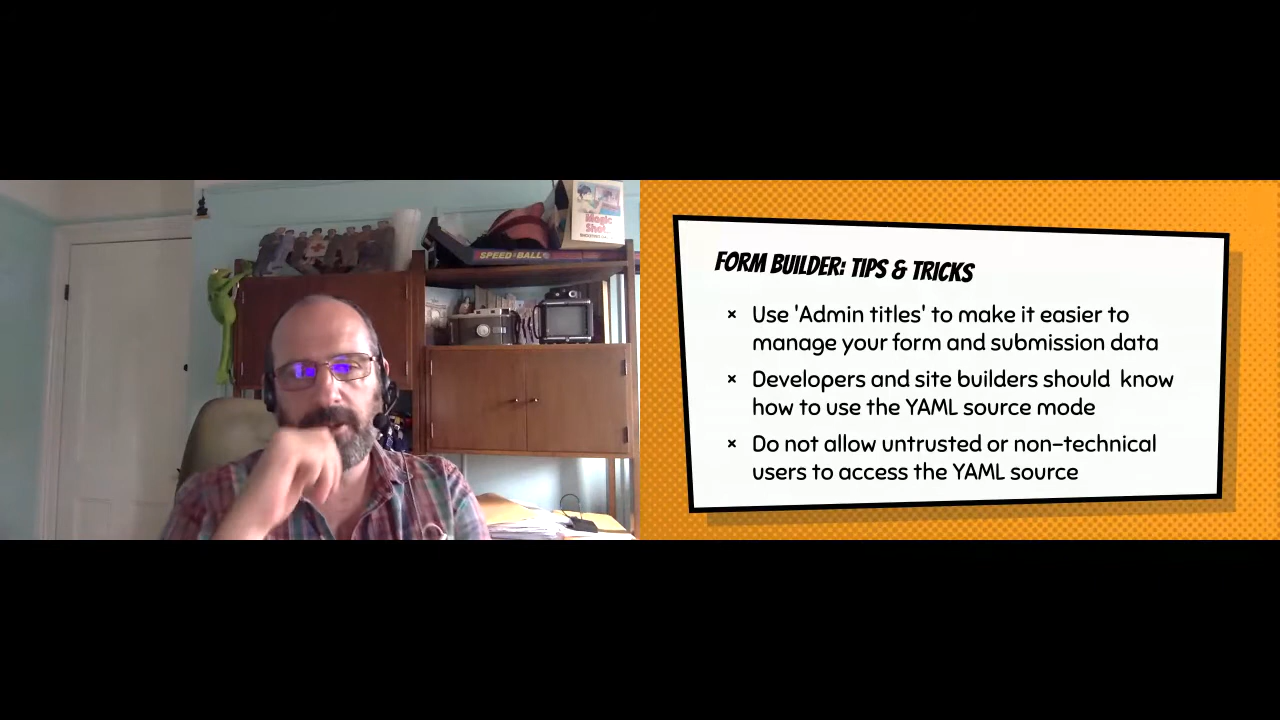 Magic
Shot
SPEED BALL
FORM BUILDER: TIPS & TRICKS
× Use 'Admin titles' to make it easier to
manage your form and submission data
× Developers and site builders should know
how to use the YAML source mode
× Do not allow untrusted or non-technical
users to access the YAML source